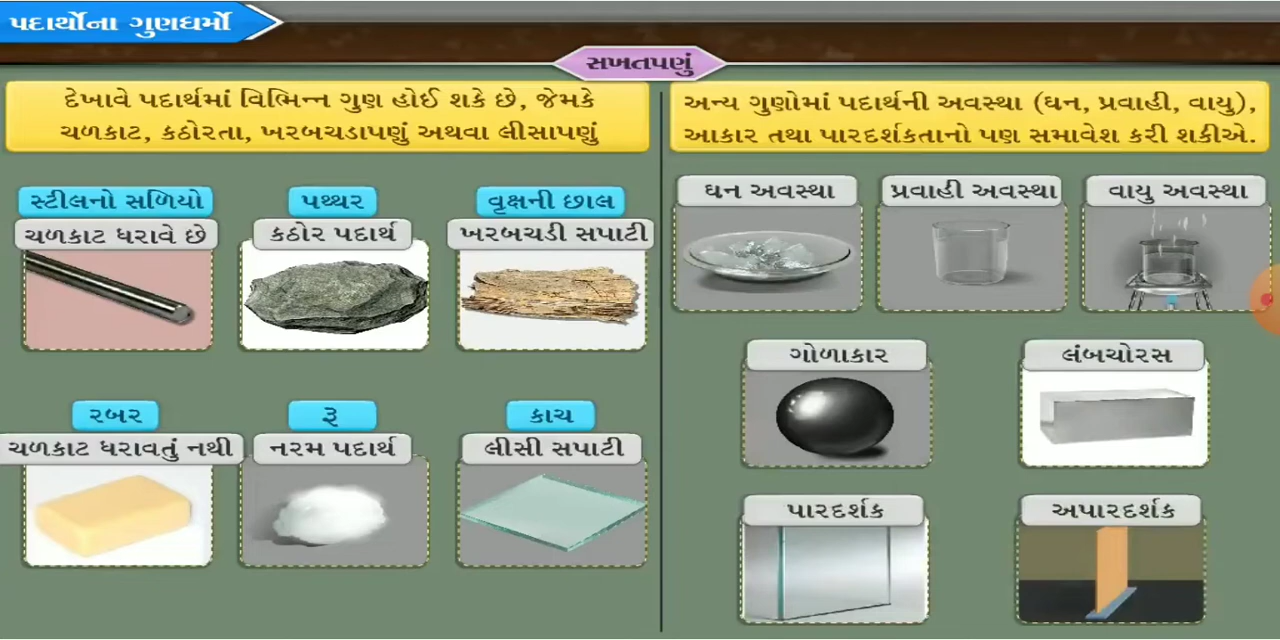 પદાર્થોના ગુણધર્મો
સખતપણું
દેખાવે પદાર્થમાં વિભિન્ન ગુણ હોઈ શકે છે, જેમકે
ચળકાટ, કઠોરતા, ખરબચડાપણું અથવા લીસાપણું
સ્ટીલનો સળિયો
ચળકાટ ધરાવે છે
પથ્થર
કઠોર પદાર્થ
વૃક્ષની છાલ
ખરબચડી સપાટી
રબર
ચળકાટ ધરાવતું નથી
રૂ
નરમ પદાર્થ
કાચ
લીસી સપાટી
અન્ય ગુણોમાં પદાર્થની અવસ્થા (ઘન, પ્રવાહી, વાયુ),
આકાર તથા પારદર્શકતાનો પણ સમાવેશ કરી શકીએ.
ઘન અવસ્થા
પ્રવાહી અવસ્થા
વાયુ અવસ્થા
ગોળાકાર
લંબચોરસ
પારદર્શક
અપારદર્શક